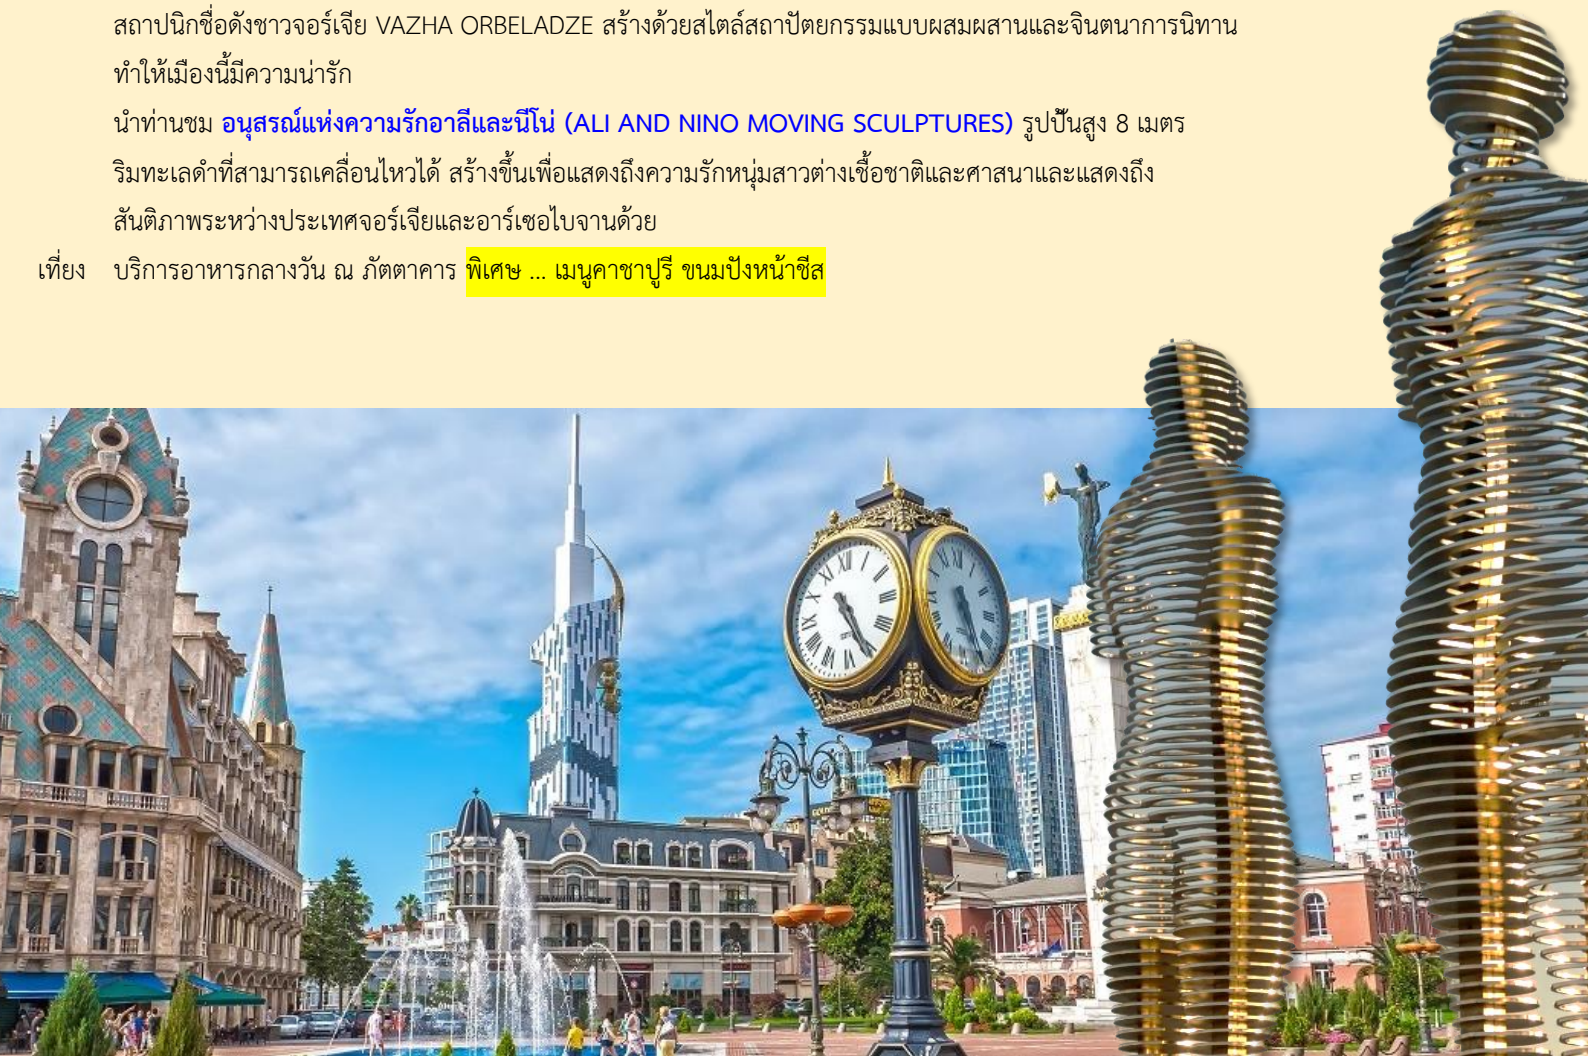 สถาปนิกชื่อดังชาวจอร์เจีย VAZHA ORBELADZE สร้างด้วยสไตล์สถาปัตยกรรมแบบผสมผสานและจินตนาการนิทาน
ทำให้เมืองนี้มีความน่ารัก
นำท่านชม อนุสรณ์แห่งความรักอาลีและนีโน่ (ALI AND NINO MOVING SCULPTURES) รูปปั้นสูง 8 เมตร
ริมทะเลดำที่สามารถเคลื่อนไหวได้ สร้างขึ้นเพื่อแสดงถึงความรักหนุ่มสาวต่างเชื้อชาติและศาสนาและแสดงถึง
สันติภาพระหว่างประเทศจอร์เจียและอาร์เซอไบจานด้วย
เที่ยง บริการอาหารกลางวัน ณ ภัตตาคาร พิเศษ ... เมนูคาชาปูรี ขนมปังหน้าชีส